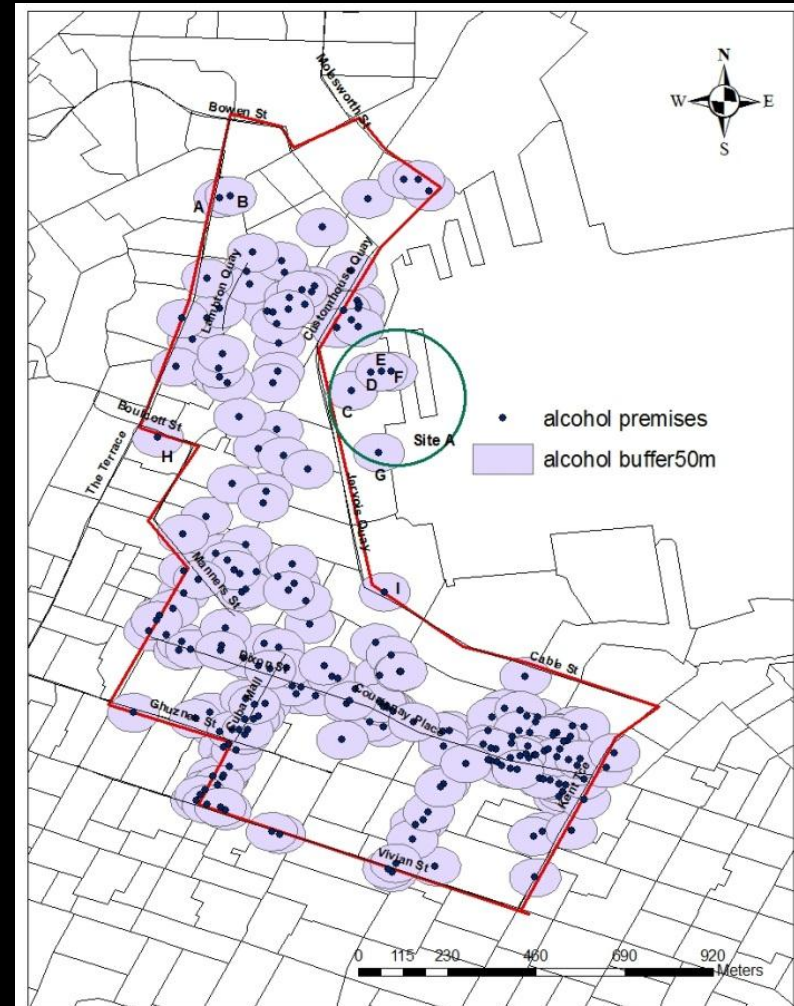 N
W E
S
Molesworth St
Bowen St
A B
Lambton Quay
Customhouse Quay
E
D F
C
Site A
G
Boulcott St
H
The Terrace
alcohol premises
alcohol buffer50m
Jervois Quay
I
Manners St
Dixon St
Cable St
Cuba Mall
Courtenay Place
Ghuznee St
Kent Tce
Vivian St
0 115 230 460 690 920
Meters